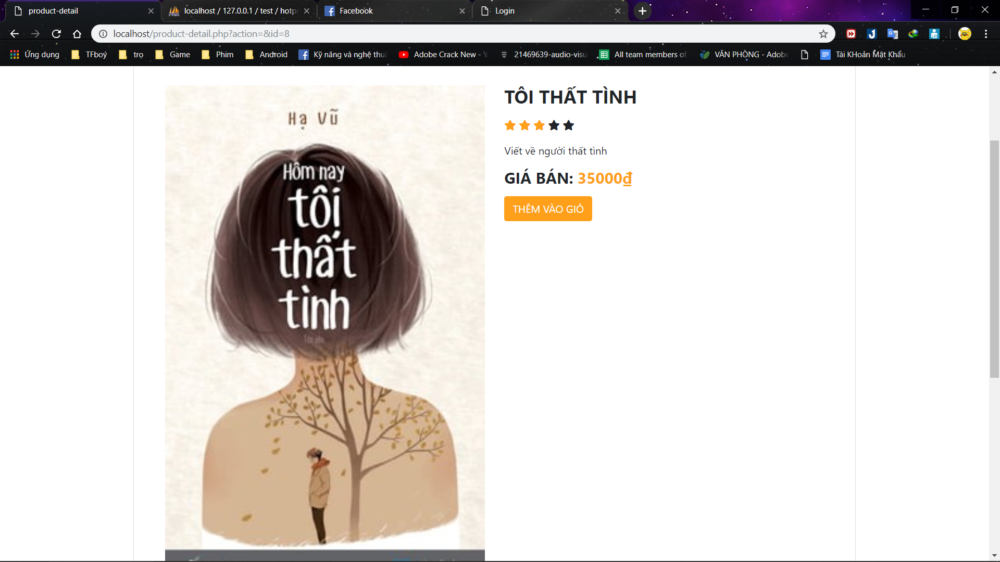 product-detail
localhost / 127.0.0.1 / test / hotpr
Facebook
Login
localhost/product-detail.php?action=&id=8
Ứng dụng
TFboý
trọ
Game
Phim
Android
Kỹ năng và nghệ thuậ
Adobe Crack New - Y
21469639-audio-visu
All team members of
VĂN PHÒNG - Adobe
Tài KHoản Mật Khẩu
Hạ Vũ
Hôm nay
tôi
thất
tình
TÔI THẤT TÌNH
Viết về người thất tình
GIÁ BÁN: 35000₫
THÊM VÀO GIỎ